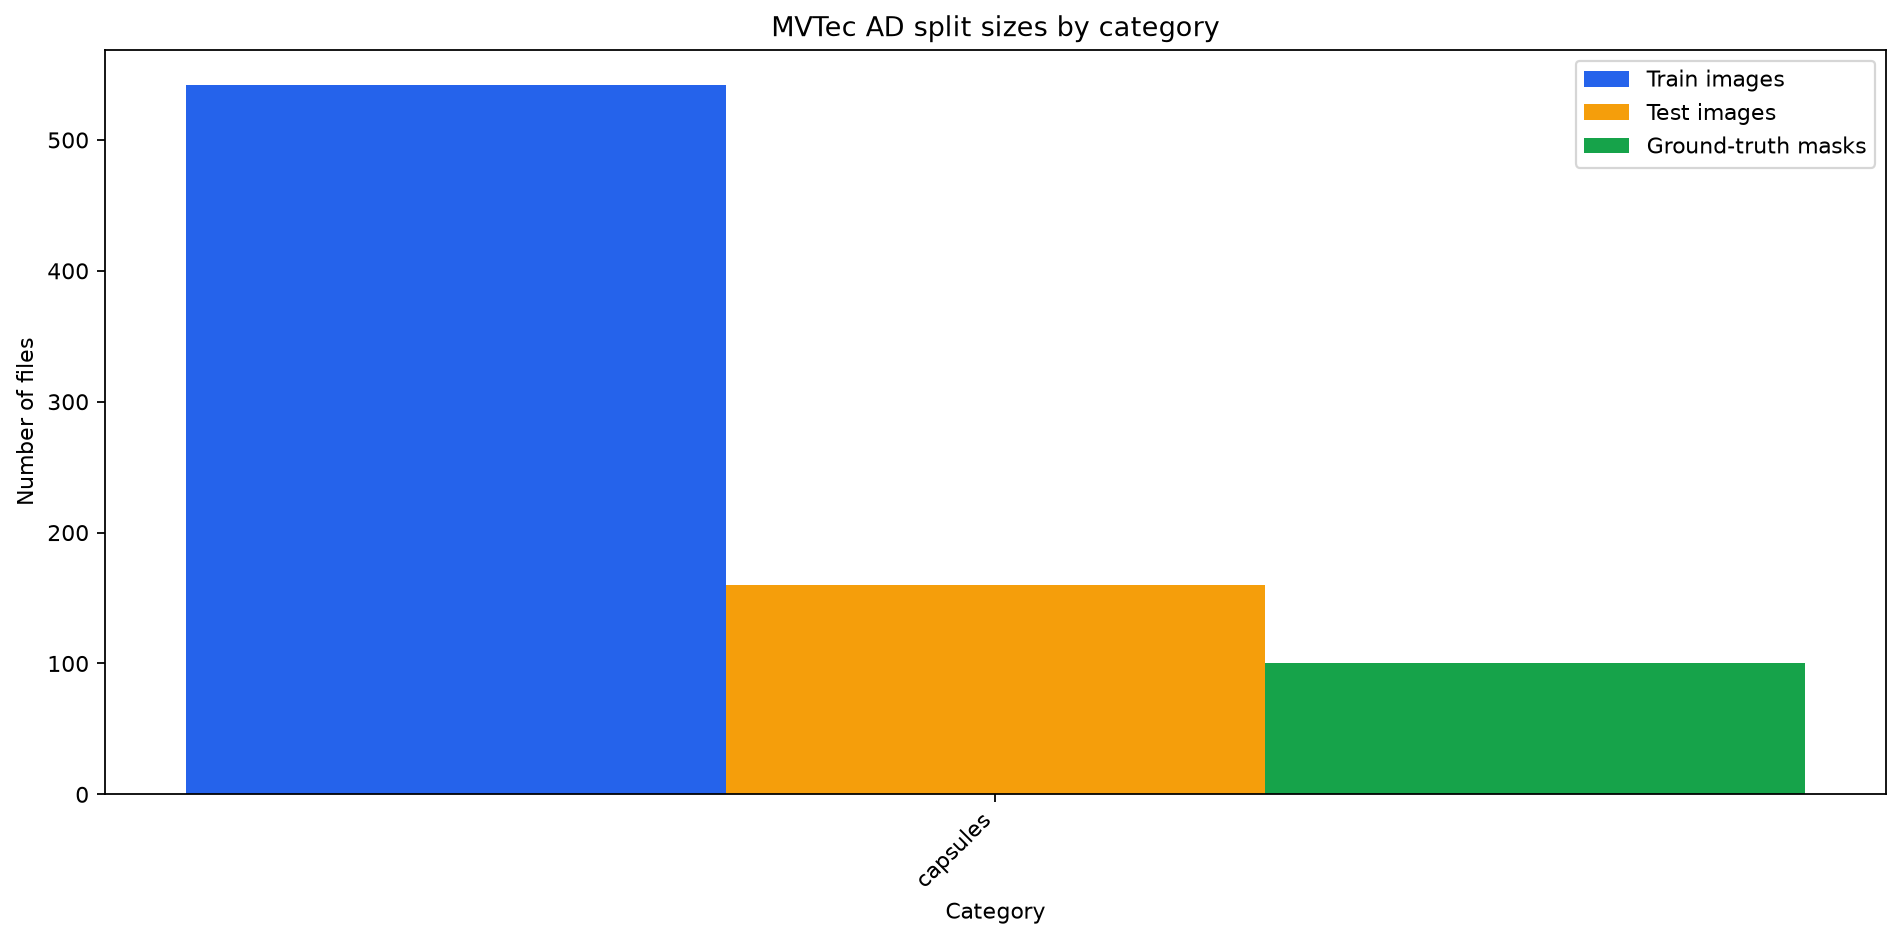 MVTec AD split sizes by category
Train images
Test images
Ground-truth masks
Number of files
500
400
300
200
100
0
capsules
Category